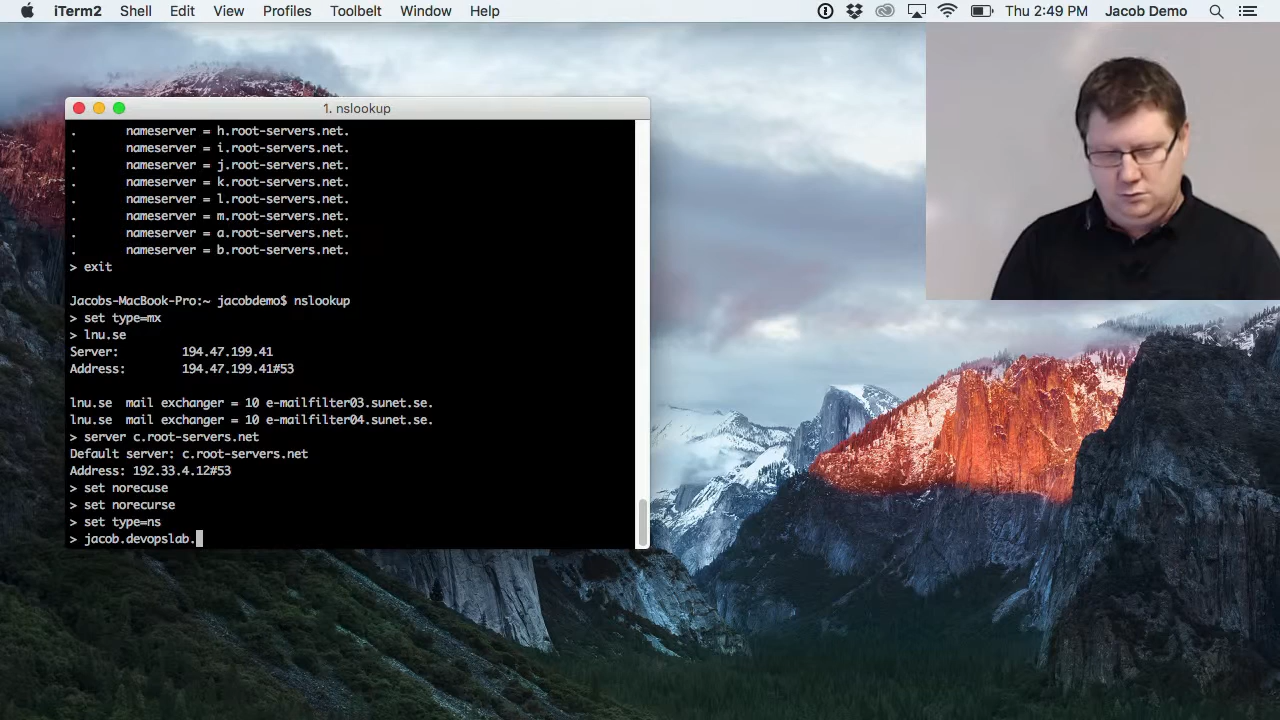 iTerm2 Shell Edit View Profiles Toolbelt Window Help Thu 2:49 PM Jacob Demo
1. nslookup
. nameserver = h.root-servers.net.
. nameserver = i.root-servers.net.
. nameserver = j.root-servers.net.
. nameserver = k.root-servers.net.
. nameserver = l.root-servers.net.
. nameserver = m.root-servers.net.
. nameserver = a.root-servers.net.
. nameserver = b.root-servers.net.
> exit
Jacobs-MacBook-Pro:~ jacobdemo$ nslookup
> set type=mx
> lnu.se
Server: 194.47.199.41
Address: 194.47.199.41#53
lnu.se mail exchanger = 10 e-mailfilter03.sunet.se.
lnu.se mail exchanger = 10 e-mailfilter04.sunet.se.
> server c.root-servers.net
Default server: c.root-servers.net
Address: 192.33.4.12#53
> set norecuse
> set norecurse
> set type=ns
> jacob.devopslab.